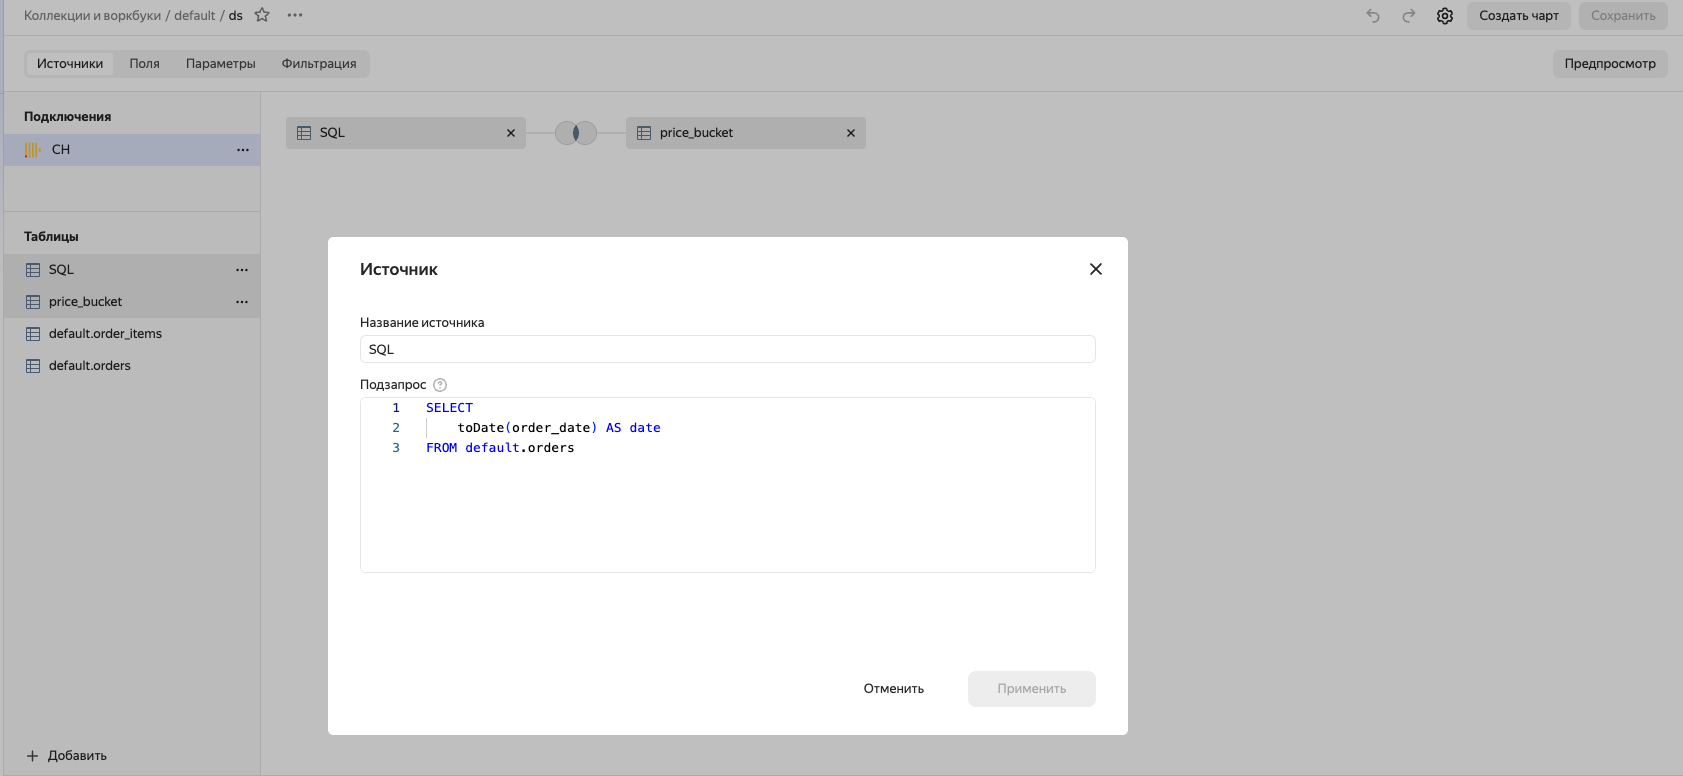 Коллекции и воркбуки / default / ds
Создать чарт
Сохранить
Источники
Поля
Параметры
Фильтрация
Предпросмотр
Подключения
CH
SQL
price_bucket
Таблицы
SQL
price_bucket
default.order_items
default.orders
Добавить
Источник
Название источника
SQL
Подзапрос
1 SELECT
2 toDate(order_date) AS date
3 FROM default.orders
Отменить
Применить